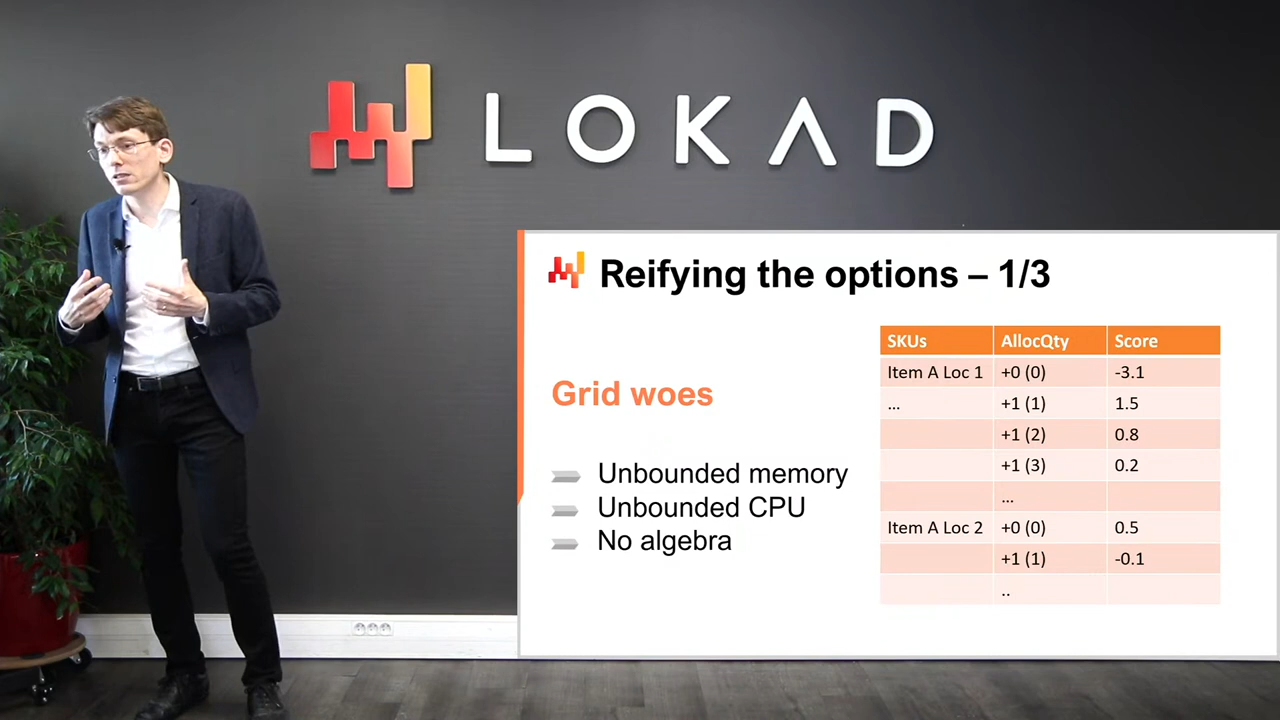 LOKAD
Reifying the options – 1/3
Grid woes
Unbounded memory
Unbounded CPU
No algebra
SKUs AllocQty Score
Item A Loc 1 +0 (0) -3.1
... +1 (1) 1.5
+1 (2) 0.8
+1 (3) 0.2
...
Item A Loc 2 +0 (0) 0.5
+1 (1) -0.1
..